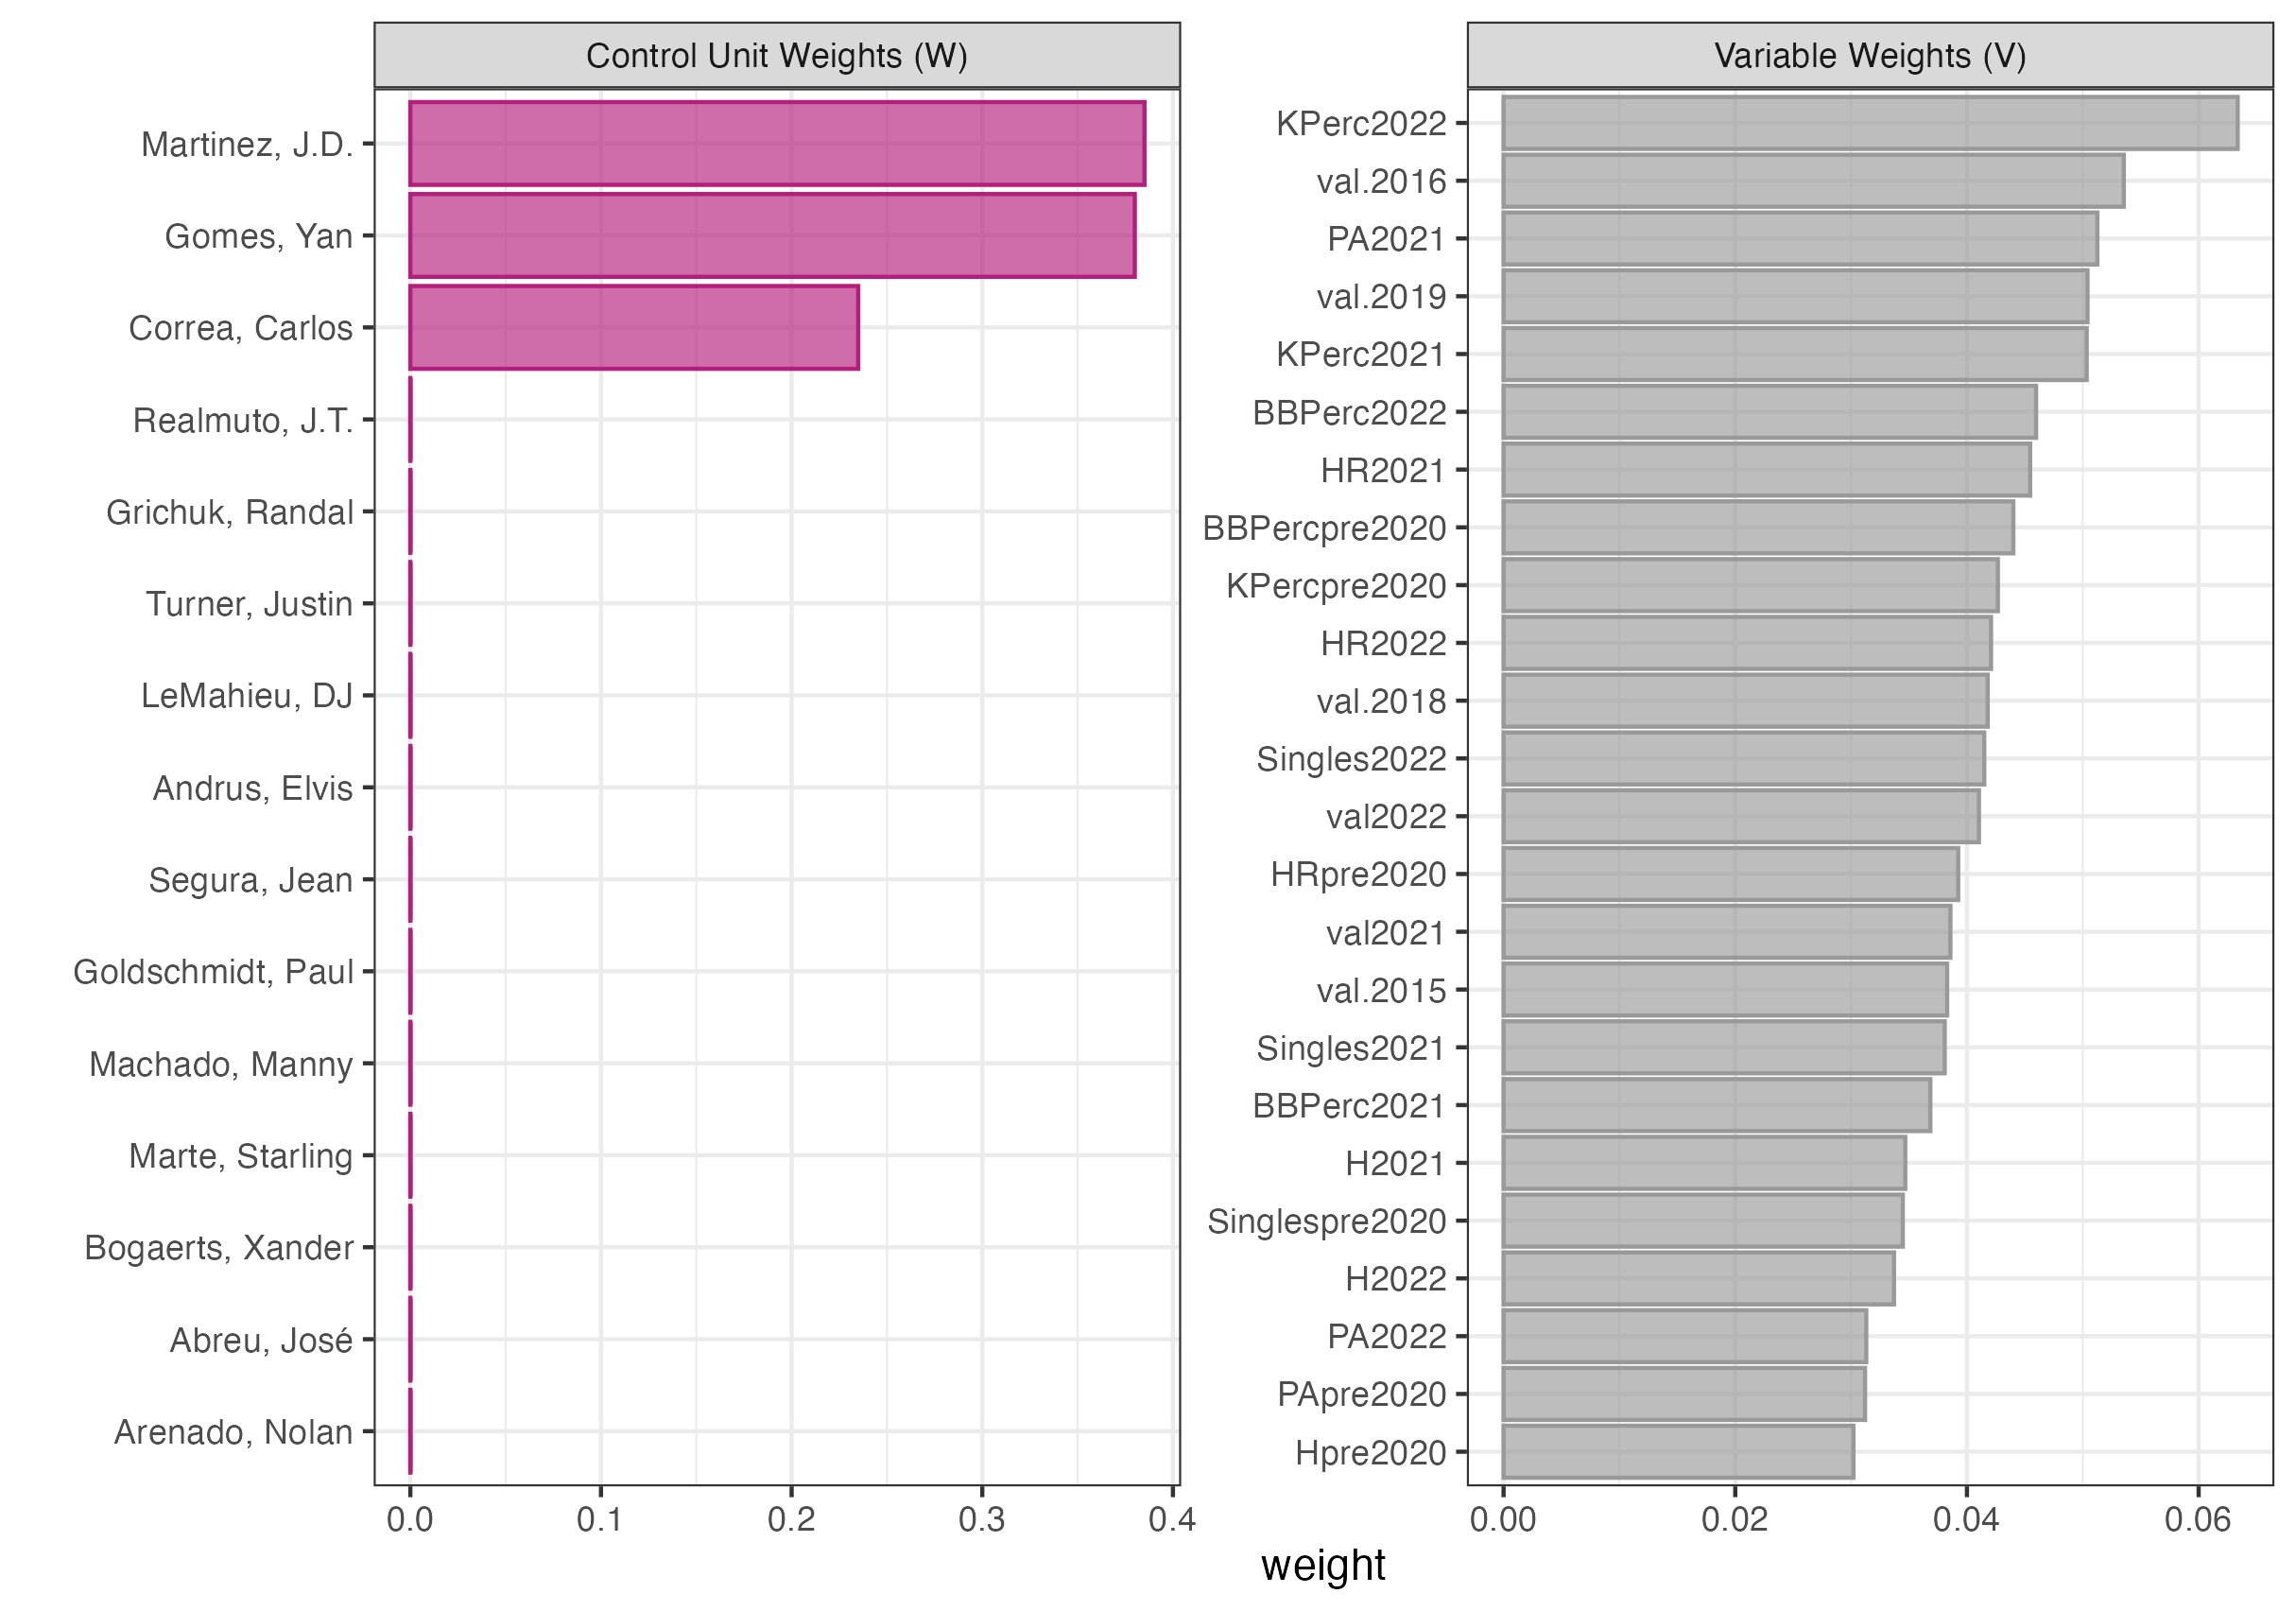 Control Unit Weights (W)
Martinez, J.D.
Gomes, Yan
Correa, Carlos
Realmuto, J.T.
Grichuk, Randal
Turner, Justin
LeMahieu, DJ
Andrus, Elvis
Segura, Jean
Goldschmidt, Paul
Machado, Manny
Marte, Starling
Bogaerts, Xander
Abreu, José
Arenado, Nolan
0.0 0.1 0.2 0.3 0.4
Variable Weights (V)
KPerc2022
val.2016
PA2021
val.2019
KPerc2021
BBPerc2022
HR2021
BBPercpre2020
KPercpre2020
HR2022
val.2018
Singles2022
val2022
HRpre2020
val2021
val.2015
Singles2021
BBPerc2021
H2021
Singlespre2020
H2022
PA2022
PApre2020
Hpre2020
0.00 0.02 0.04 0.06
weight